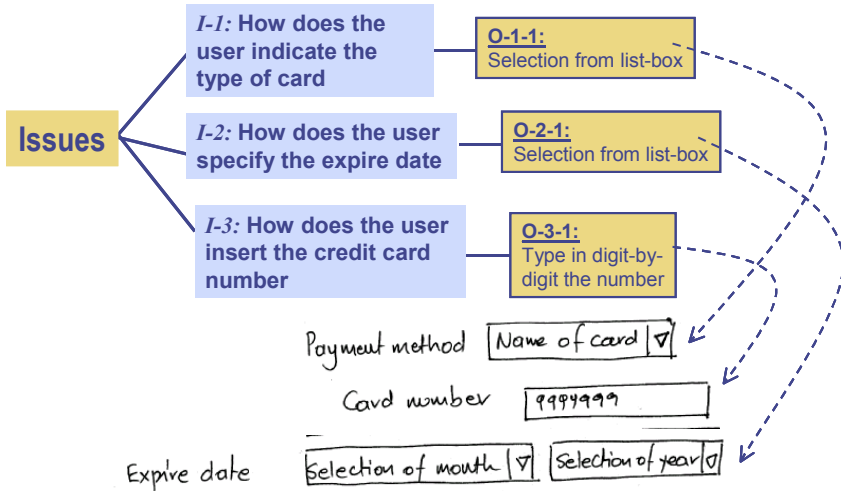 Issues
I-1: How does the
user indicate the
type of card
O-1-1:
Selection from list-box
I-2: How does the user
specify the expire date
O-2-1:
Selection from list-box
I-3: How does the user
insert the credit card
number
O-3-1:
Type in digit-by-
digit the number
Payment method Name of card
Card number 9999999
Expire date Selection of month Selection of year